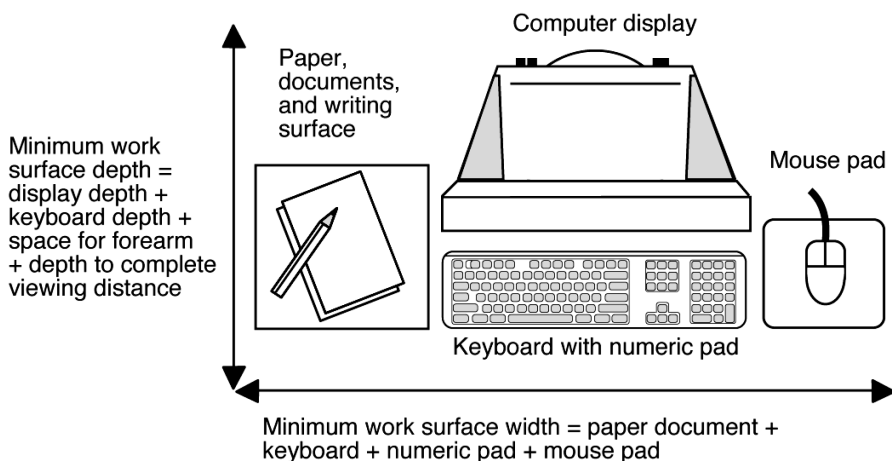 Computer display
Paper,
documents,
and writing
surface
Minimum work
surface depth =
display depth +
keyboard depth +
space for forearm
+ depth to complete
viewing distance
Mouse pad
Keyboard with numeric pad
Minimum work surface width = paper document +
keyboard + numeric pad + mouse pad